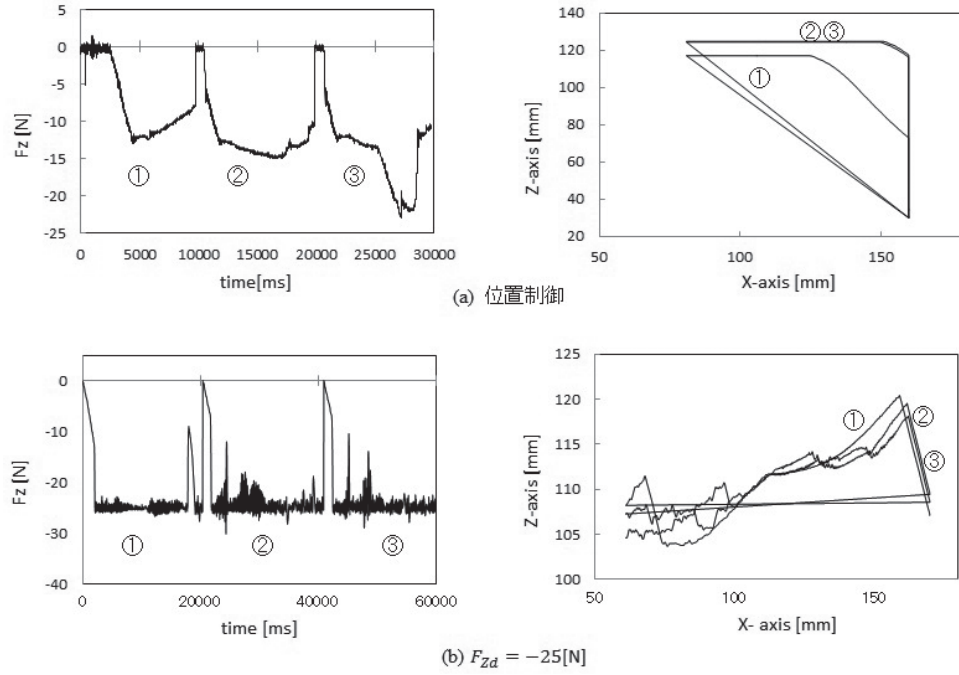 5
0
-5
-10
-15
-20
-25
Fz [N]
① ② ③
0 5000 10000 15000 20000 25000 30000
time[ms]
140
120
100
80
60
40
20
Z-axis [mm]
②③
①
50 100 150
X-axis [mm]
(a) 位置制御
0
-10
-20
-30
-40
Fz [N]
① ② ③
0 20000 40000 60000
time [ms]
125
120
115
110
105
100
Z-axis [mm]
① ②
③
50 100 150
X- axis [mm]
(b) F_{Zd} = −25[N]